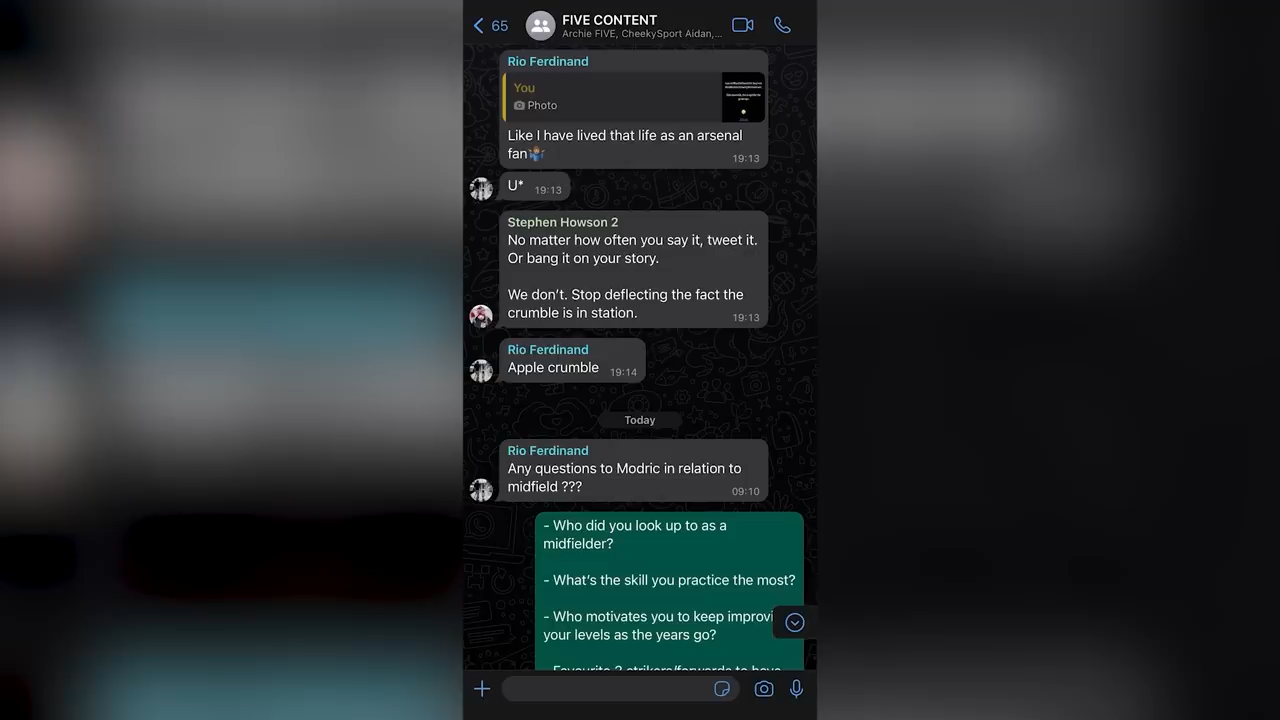 65
FIVE CONTENT
Archie FIVE, CheekySport Aidan,...
Rio Ferdinand
You
Photo
Like I have lived that life as an arsenal
fan🤷🏽‍♂️
19:13
U*
19:13
Stephen Howson 2
No matter how often you say it, tweet it.
Or bang it on your story.
We don't. Stop deflecting the fact the
crumble is in station.
19:13
Rio Ferdinand
Apple crumble
19:14
Today
Rio Ferdinand
Any questions to Modric in relation to
midfield ???
09:10
- Who did you look up to as a
midfielder?
- What's the skill you practice the most?
- Who motivates you to keep improvi
your levels as the years go?